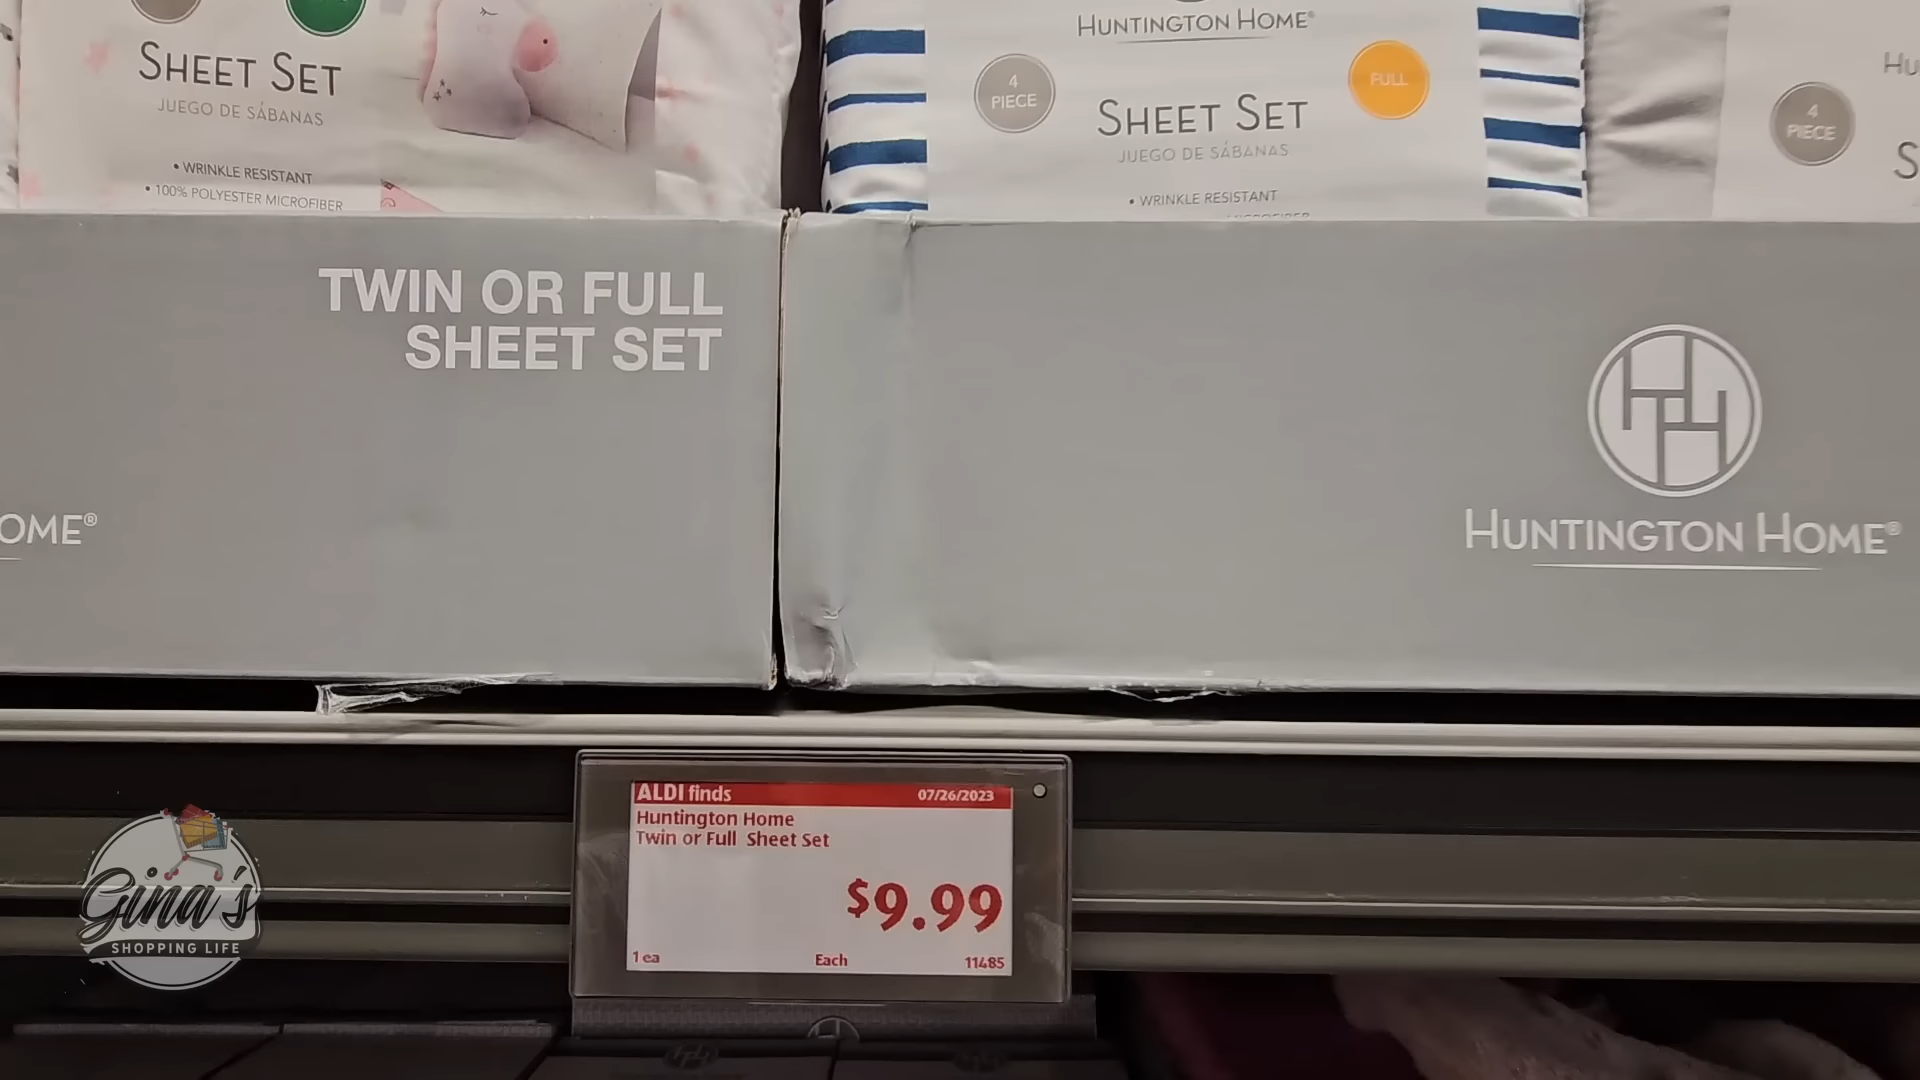 SHEET SET
JUEGO DE SÁBANAS
• WRINKLE RESISTANT
• 100% POLYESTER MICROFIBER
HUNTINGTON HOME®
4
PIECE
FULL
SHEET SET
JUEGO DE SÁBANAS
• WRINKLE RESISTANT
4
PIECE
TWIN OR FULL
SHEET SET
OME®
HUNTINGTON HOME®
ALDI finds 07/26/2023
Huntington Home
Twin or Full Sheet Set
$9.99
1 ea Each 11485
Gina's
SHOPPING LIFE